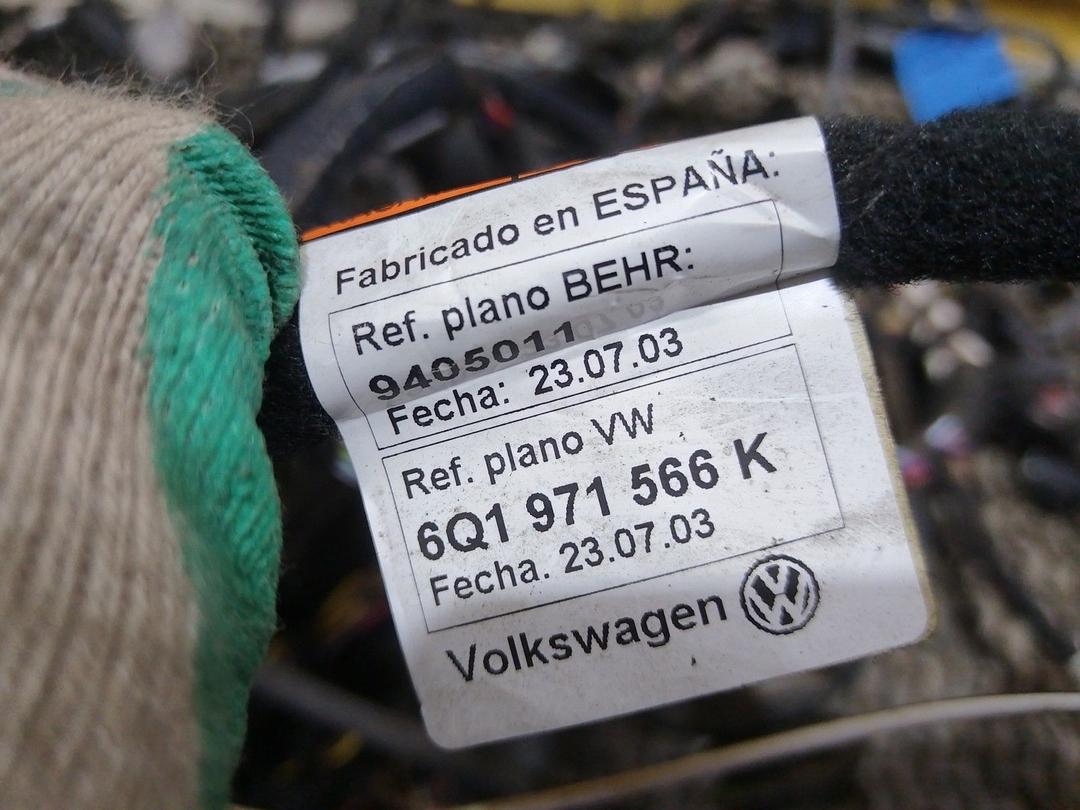 Fabricado en ESPAÑA:
Ref. plano BEHR:
9405011
Fecha: 23.07.03
Ref. plano VW
6Q1 971 566 K
Fecha. 23.07.03
Volkswagen